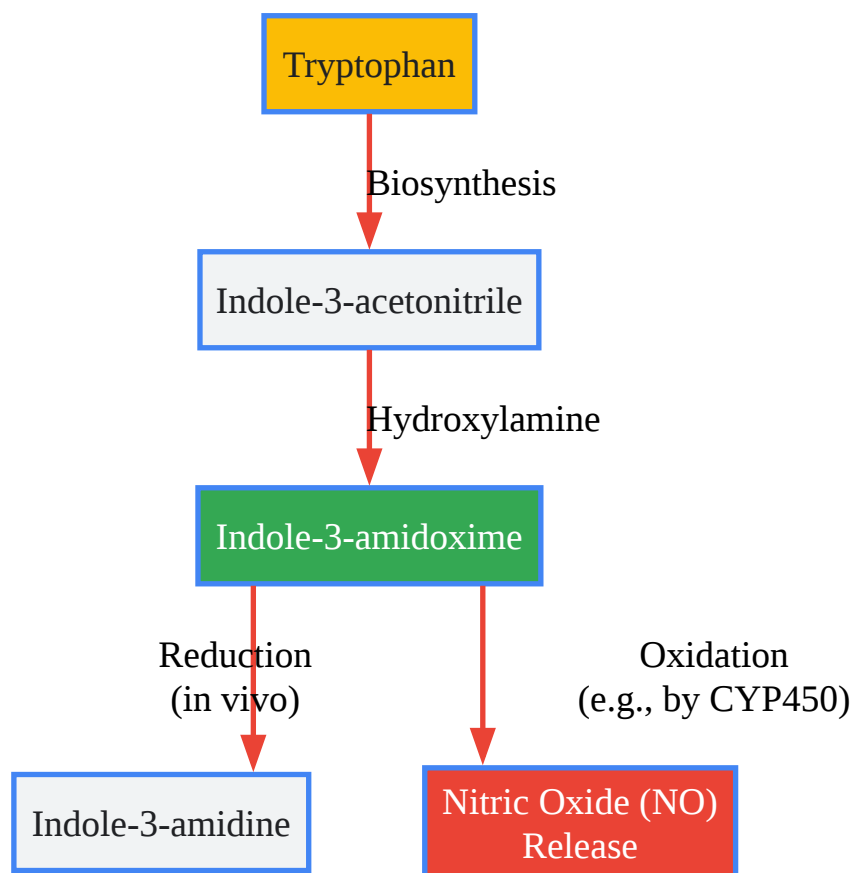 Tryptophan
Biosynthesis
Indole-3-acetonitrile
Hydroxylamine
Indole-3-amidoxime
Reduction
(in vivo)
Oxidation
(e.g., by CYP450)
Indole-3-amidine
Nitric Oxide (NO)
Release